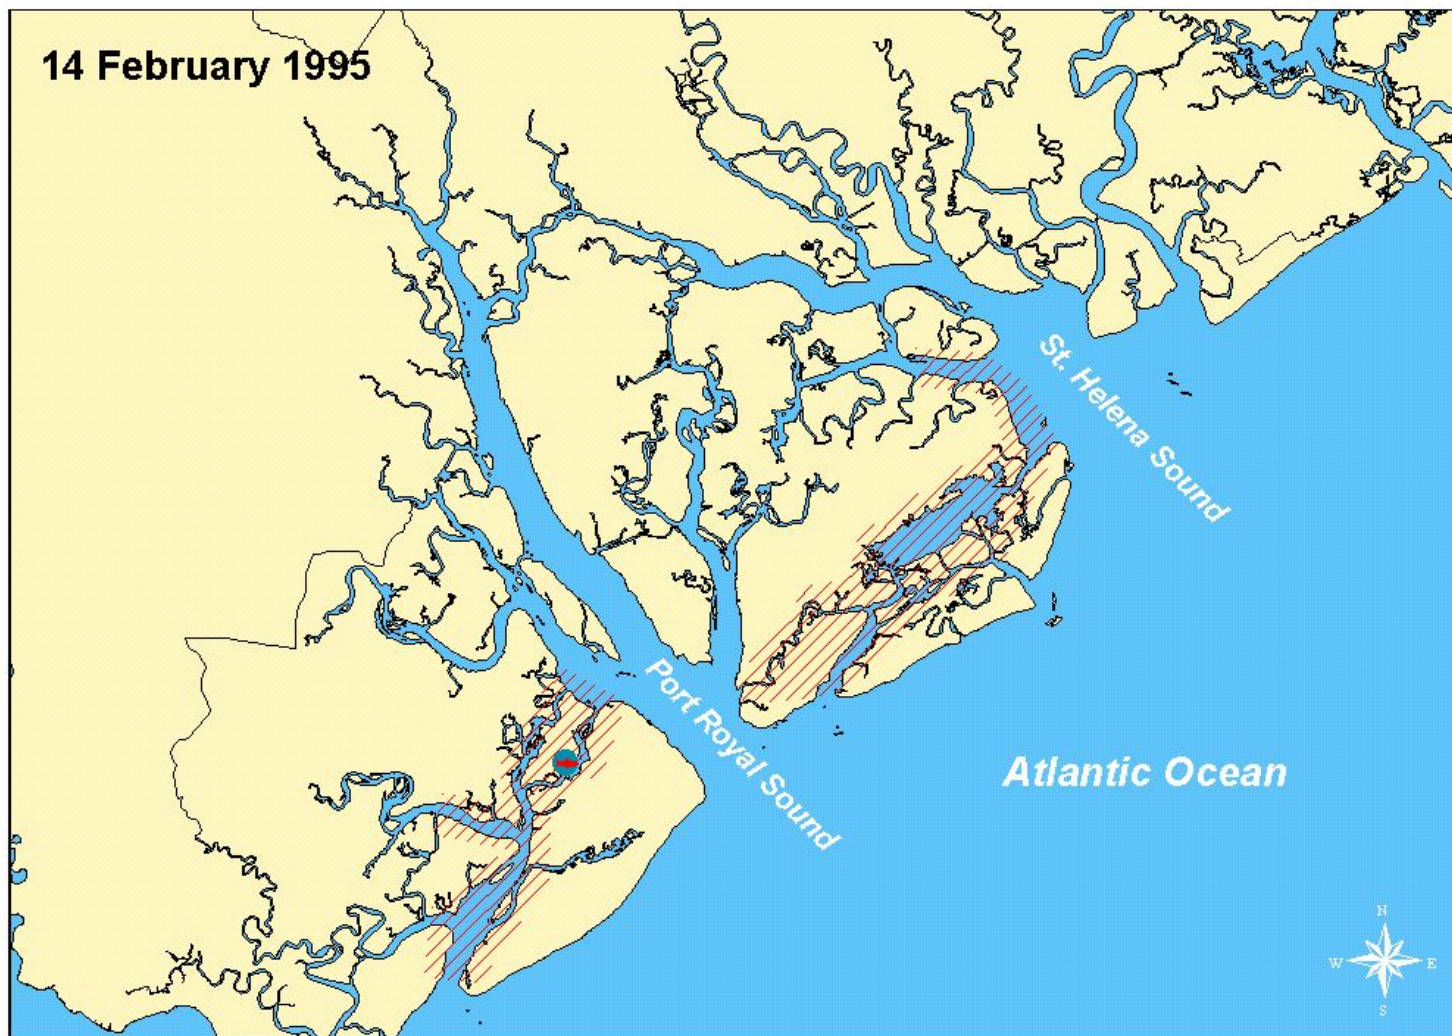 14 February 1995
St. Helena Sound
Port Royal Sound
Atlantic Ocean
N
W E
S